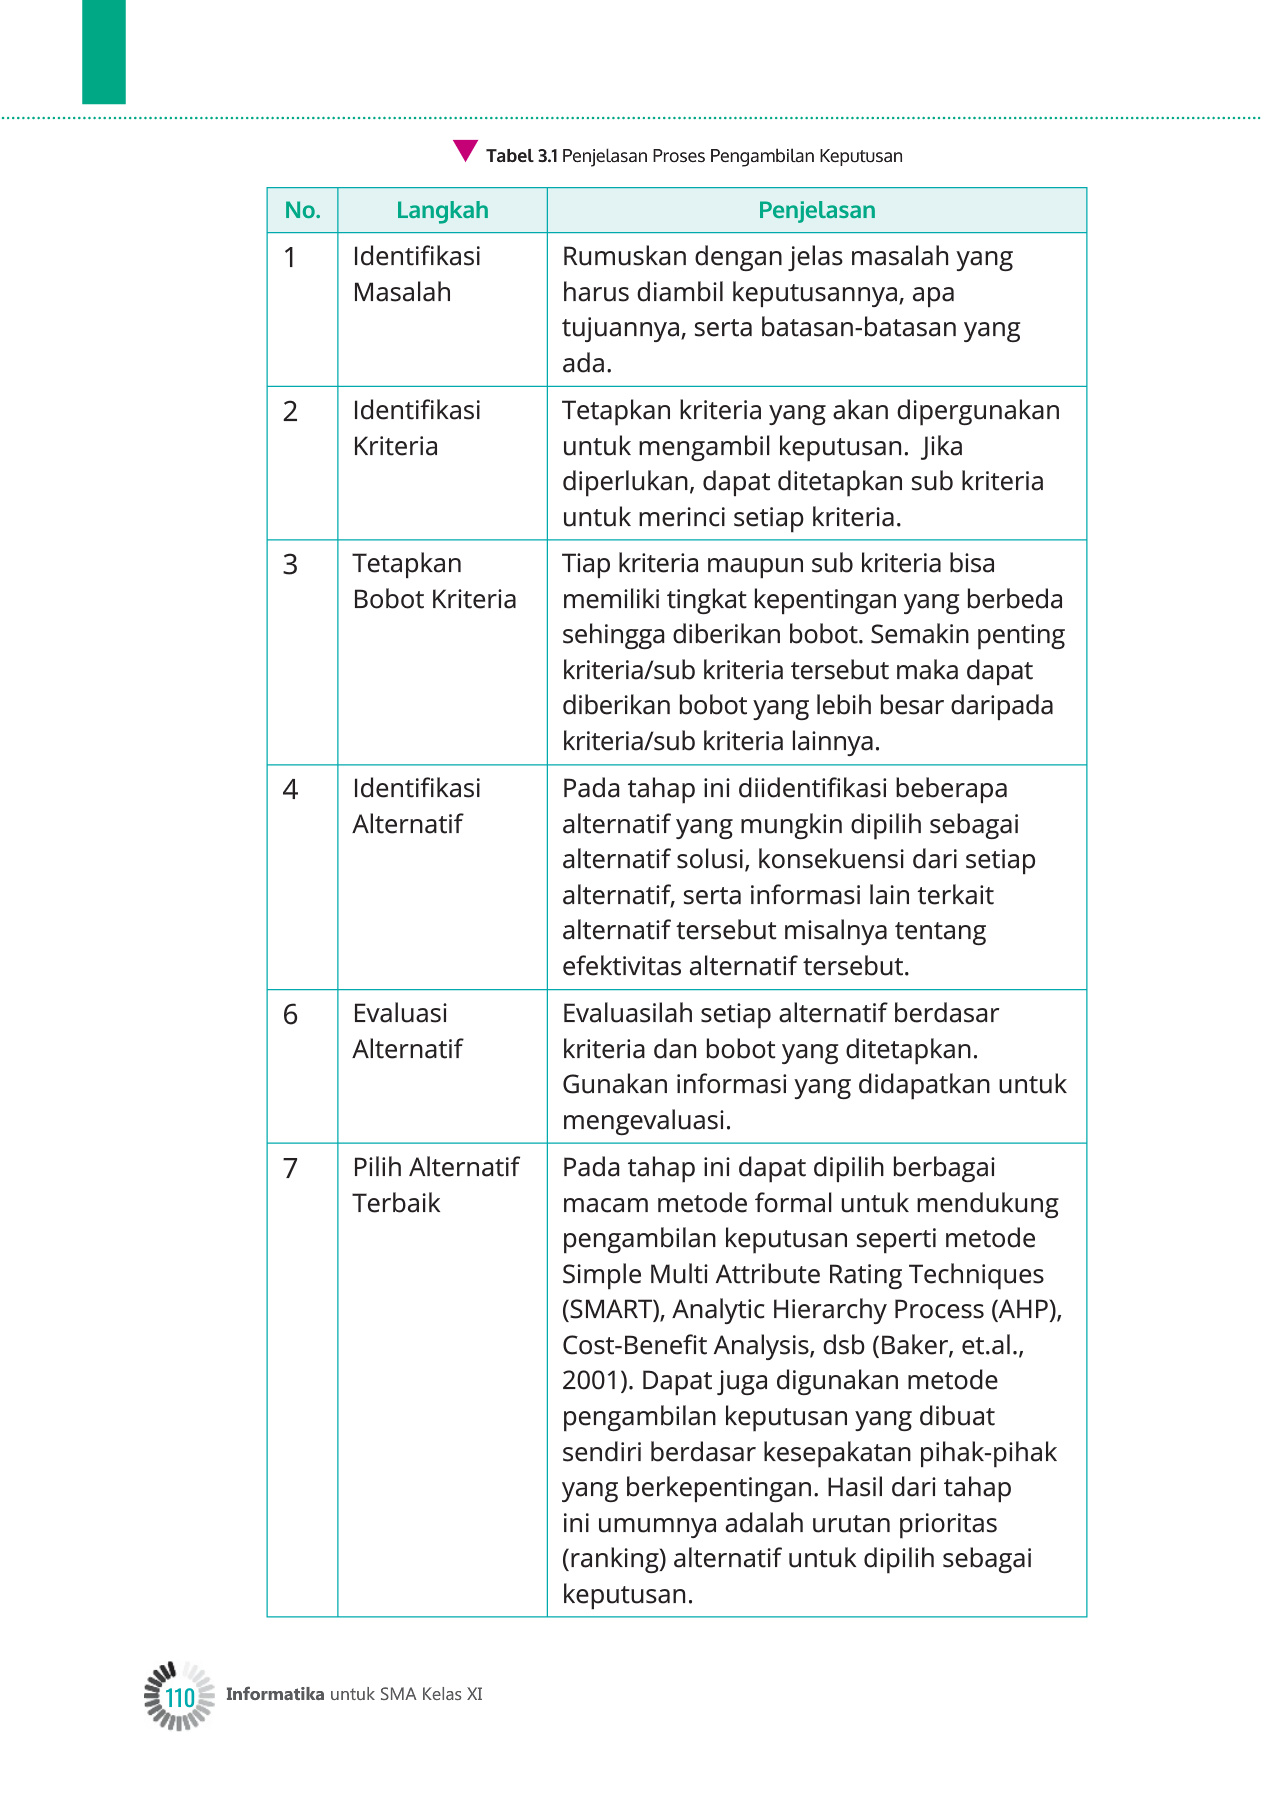 Tabel 3.1 Penjelasan Proses Pengambilan Keputusan
No. Langkah Penjelasan
1 Identifikasi Rumuskan dengan jelas masalah yang
Masalah harus diambil keputusannya, apa
tujuannya, serta batasan-batasan yang
ada.
2 Identifikasi Tetapkan kriteria yang akan dipergunakan
Kriteria untuk mengambil keputusan.  Jika
diperlukan, dapat ditetapkan sub kriteria
untuk merinci setiap kriteria.
3 Tetapkan Tiap kriteria maupun sub kriteria bisa
Bobot Kriteria memiliki tingkat kepentingan yang berbeda
sehingga diberikan bobot. Semakin penting
kriteria/sub kriteria tersebut maka dapat
diberikan bobot yang lebih besar daripada
kriteria/sub kriteria lainnya.
4 Identifikasi Pada tahap ini diidentifikasi beberapa
Alternatif alternatif yang mungkin dipilih sebagai
alternatif solusi, konsekuensi dari setiap
alternatif, serta informasi lain terkait
alternatif tersebut misalnya tentang
efektivitas alternatif tersebut.
6 Evaluasi Evaluasilah setiap alternatif berdasar
Alternatif kriteria dan bobot yang ditetapkan.
Gunakan informasi yang didapatkan untuk
mengevaluasi.
7 Pilih Alternatif Pada tahap ini dapat dipilih berbagai
Terbaik macam metode formal untuk mendukung
pengambilan keputusan seperti metode
Simple Multi Attribute Rating Techniques
(SMART), Analytic Hierarchy Process (AHP),
Cost-Benefit Analysis, dsb (Baker, et.al.,
2001). Dapat juga digunakan metode
pengambilan keputusan yang dibuat
sendiri berdasar kesepakatan pihak-pihak
yang berkepentingan. Hasil dari tahap
ini umumnya adalah urutan prioritas
(ranking) alternatif untuk dipilih sebagai
keputusan.
110 Informatika untuk SMA Kelas XI